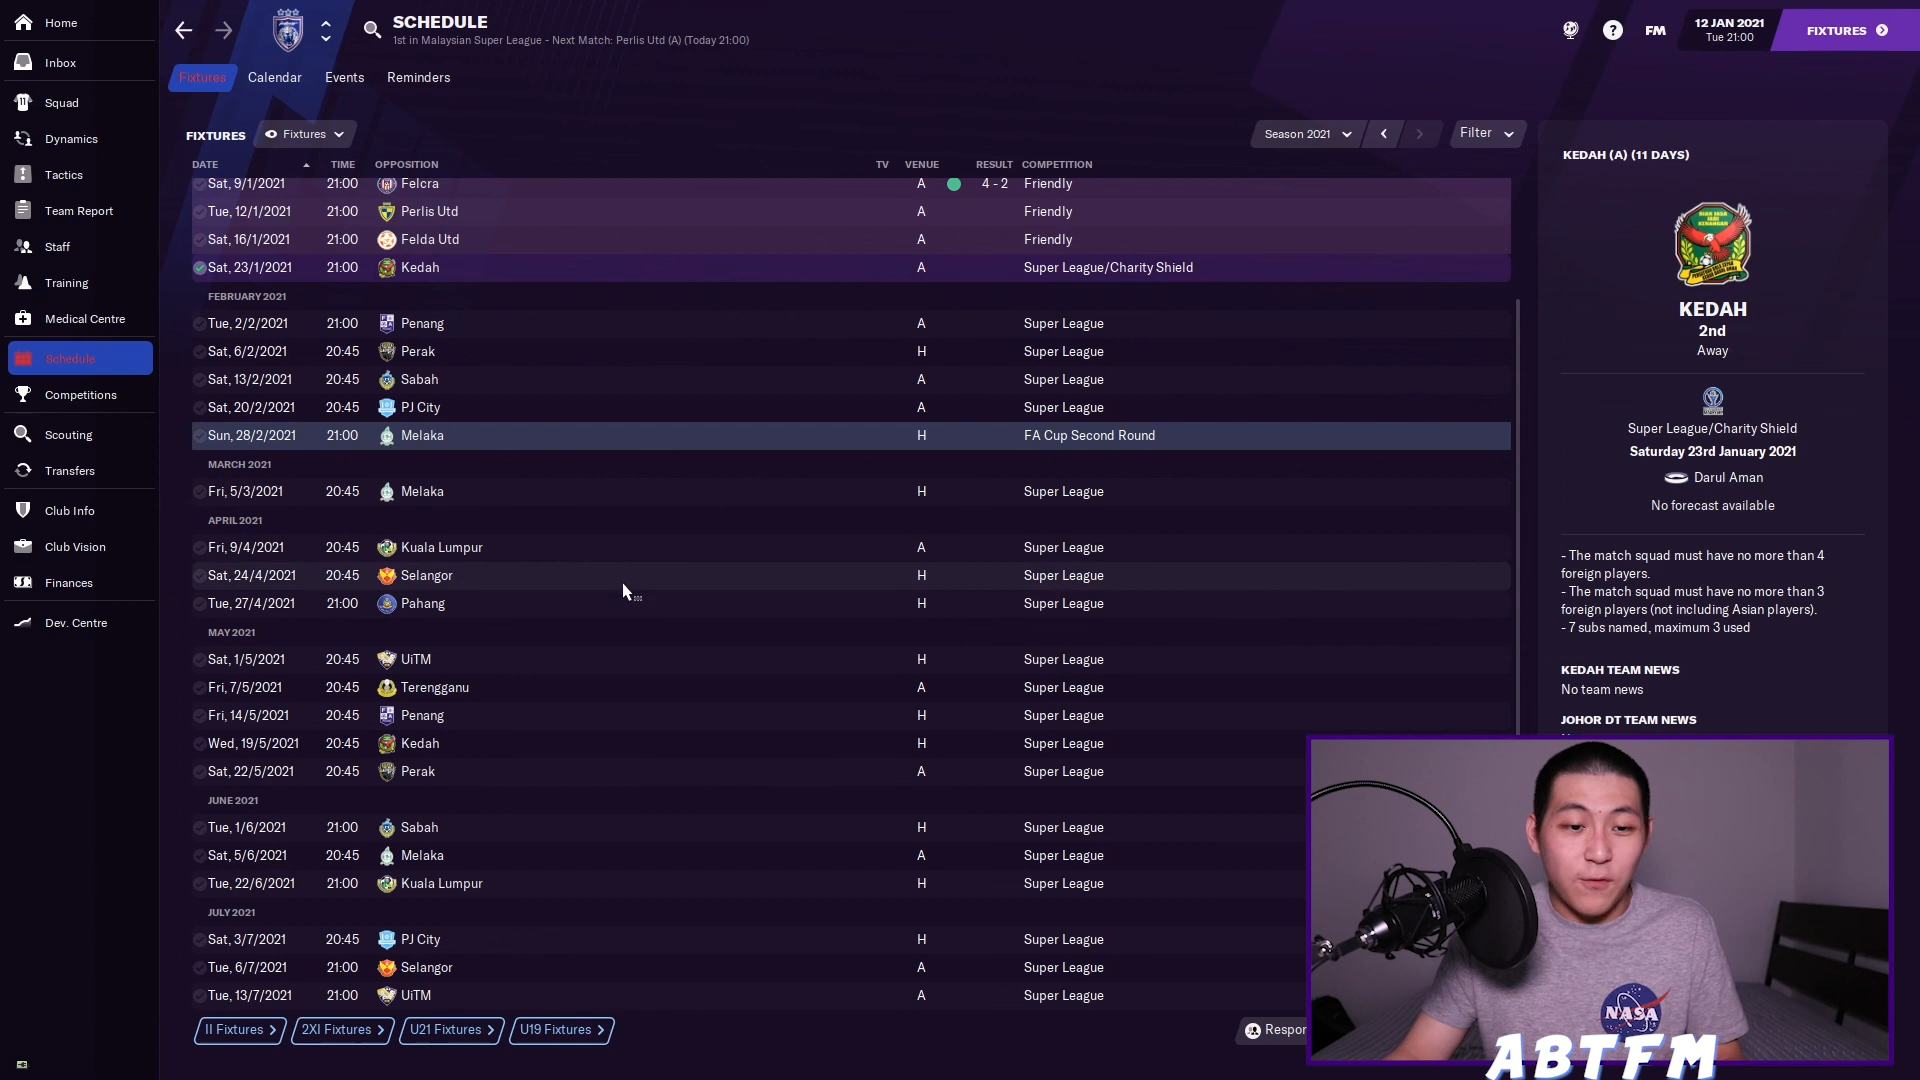 Home
Inbox
Squad
Dynamics
Tactics
Team Report
Staff
Training
Medical Centre
Schedule
Competitions
Scouting
Transfers
Club Info
Club Vision
Finances
Dev. Centre
SCHEDULE
1st in Malaysian Super League - Next Match: Perlis Utd (A) (Today 21:00)
? FM 12 JAN 2021 Tue 21:00 FIXTURES
Fixtures Calendar Events Reminders
FIXTURES Fixtures Season 2021 Filter
DATE TIME OPPOSITION TV VENUE RESULT COMPETITION
Sat, 9/1/2021 21:00 Felcra A 4 - 2 Friendly
Tue, 12/1/2021 21:00 Perlis Utd A Friendly
Sat, 16/1/2021 21:00 Felda Utd A Friendly
Sat, 23/1/2021 21:00 Kedah A Super League/Charity Shield
FEBRUARY 2021
Tue, 2/2/2021 21:00 Penang A Super League
Sat, 6/2/2021 20:45 Perak H Super League
Sat, 13/2/2021 20:45 Sabah A Super League
Sat, 20/2/2021 20:45 PJ City A Super League
Sun, 28/2/2021 21:00 Melaka H FA Cup Second Round
MARCH 2021
Fri, 5/3/2021 20:45 Melaka H Super League
APRIL 2021
Fri, 9/4/2021 20:45 Kuala Lumpur A Super League
Sat, 24/4/2021 20:45 Selangor H Super League
Tue, 27/4/2021 21:00 Pahang H Super League
MAY 2021
Sat, 1/5/2021 20:45 UiTM H Super League
Fri, 7/5/2021 20:45 Terengganu A Super League
Fri, 14/5/2021 20:45 Penang H Super League
Wed, 19/5/2021 20:45 Kedah H Super League
Sat, 22/5/2021 20:45 Perak A Super League
JUNE 2021
Tue, 1/6/2021 21:00 Sabah H Super League
Sat, 5/6/2021 20:45 Melaka A Super League
Tue, 22/6/2021 21:00 Kuala Lumpur H Super League
JULY 2021
Sat, 3/7/2021 20:45 PJ City H Super League
Tue, 6/7/2021 21:00 Selangor A Super League
Tue, 13/7/2021 21:00 UiTM A Super League
II Fixtures 2XI Fixtures U21 Fixtures U19 Fixtures Respon
KEDAH (A) (11 DAYS)
KEDAH
2nd
Away
Super League/Charity Shield
Saturday 23rd January 2021
Darul Aman
No forecast available
- The match squad must have no more than 4
foreign players.
- The match squad must have no more than 3
foreign players (not including Asian players).
- 7 subs named, maximum 3 used
KEDAH TEAM NEWS
No team news
JOHOR DT TEAM NEWS
NASA
ABTFM